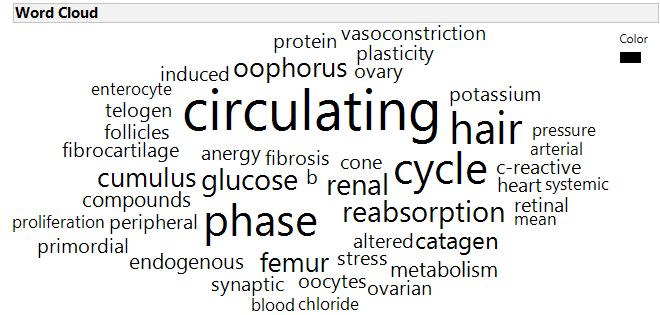 Word Cloud
Color
protein vasoconstriction
plasticity
induced oophorus ovary
enterocyte
telogen circulating potassium
follicles hair pressure
fibrocartilage arterial
anergy fibrosis cone cycle c-reactive
cumulus glucose b renal heart systemic
compounds retinal
proliferation peripheral phase reabsorption mean
primordial altered catagen
endogenous femur stress metabolism
synaptic oocytes ovarian
blood chloride